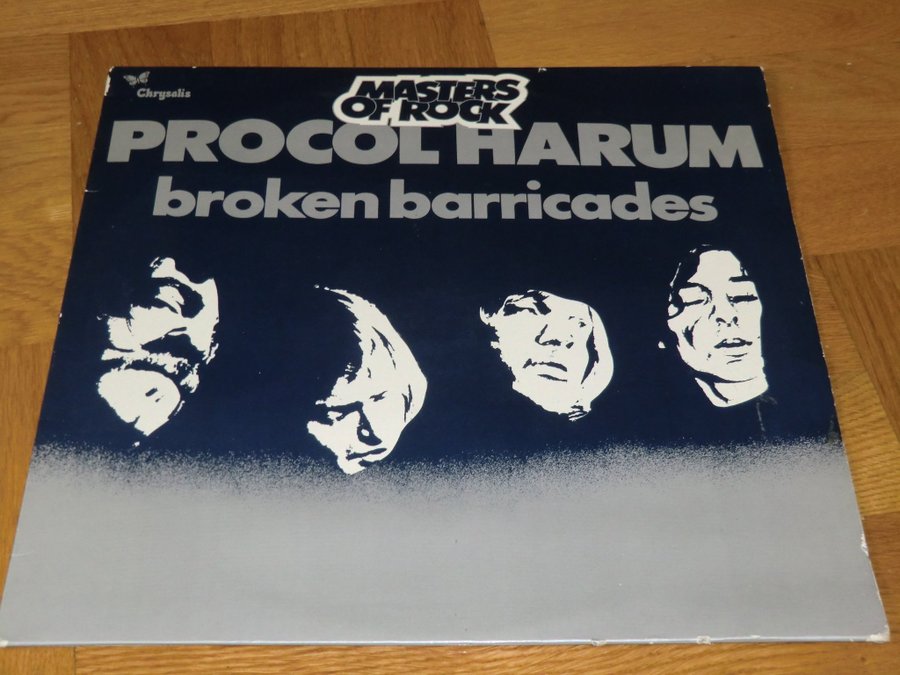 Chrysalis
MASTERS
OF ROCK
PROCOL HARUM
broken barricades